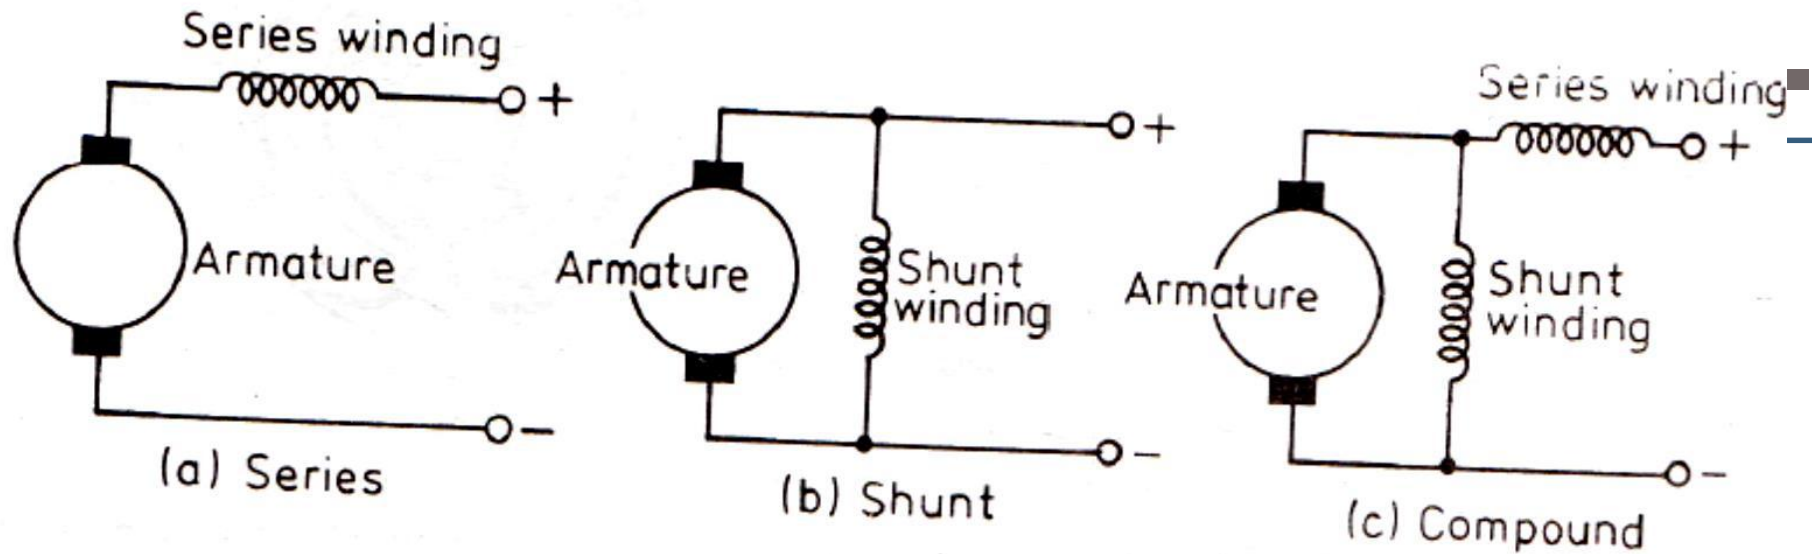 Series winding
+
Armature
-
(a) Series
+
Armature
Shunt
winding
-
(b) Shunt
Series winding
+
Armature
Shunt
winding
-
(c) Compound